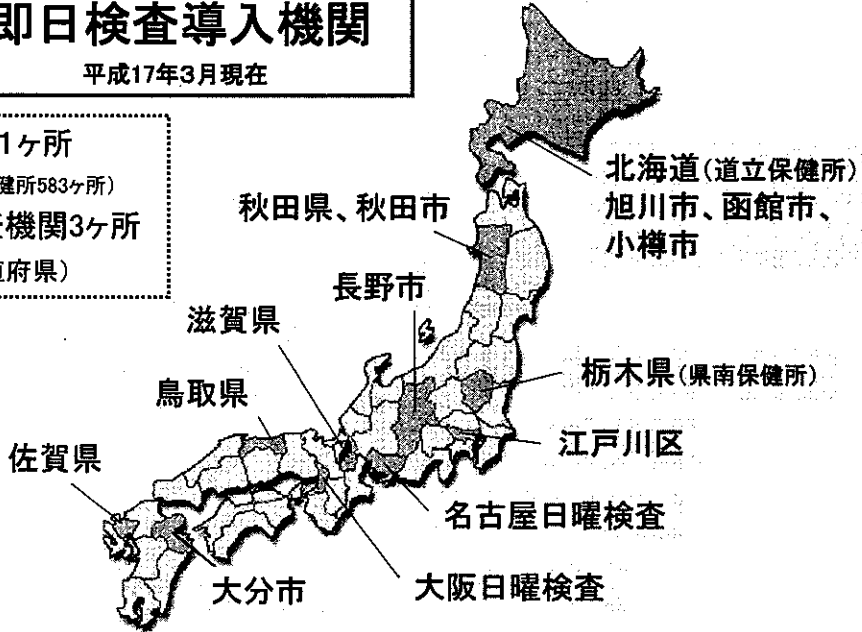 即日検査導入機関
平成17年3月現在
1ヶ所
健所583ヶ所）
機関3ヶ所
府県）
北海道（道立保健所）
旭川市、函館市、
小樽市
秋田県、秋田市
長野市
滋賀県
鳥取県
佐賀県
栃木県（県南保健所）
江戸川区
名古屋日曜検査
大阪日曜検査
大分市